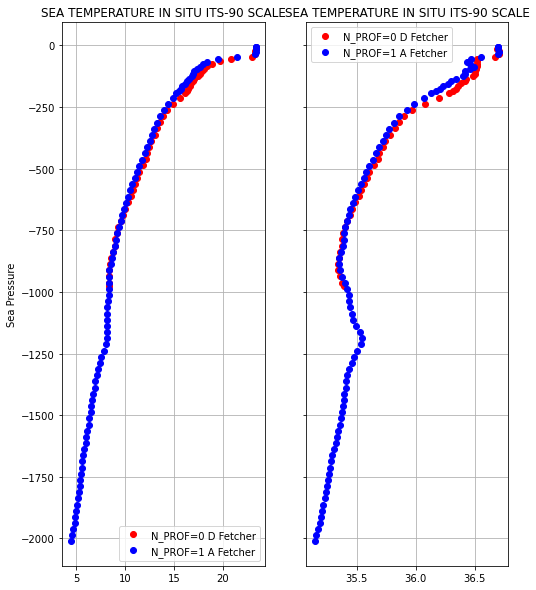 SEA TEMPERATURE IN SITU ITS-90 SCALE
SEA TEMPERATURE IN SITU ITS-90 SCALE
N_PROF=0 D Fetcher
N_PROF=1 A Fetcher
0
−250
−500
−750
−1000
−1250
−1500
−1750
−2000
Sea Pressure
N_PROF=0 D Fetcher
N_PROF=1 A Fetcher
5
10
15
20
35.5
36.0
36.5